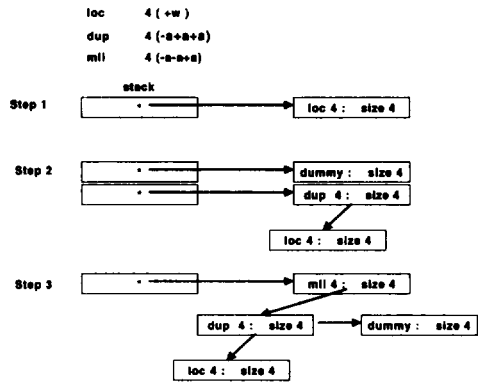 loc 4 ( +w )
dup 4 (-a+a+a)
mli 4 (-a-a+a)
stack
Step 1
loc 4 : size 4
Step 2
dummy : size 4
dup 4 : size 4
loc 4 : size 4
Step 3
mli 4 : size 4
dup 4 : size 4
dummy : size 4
loc 4 : size 4